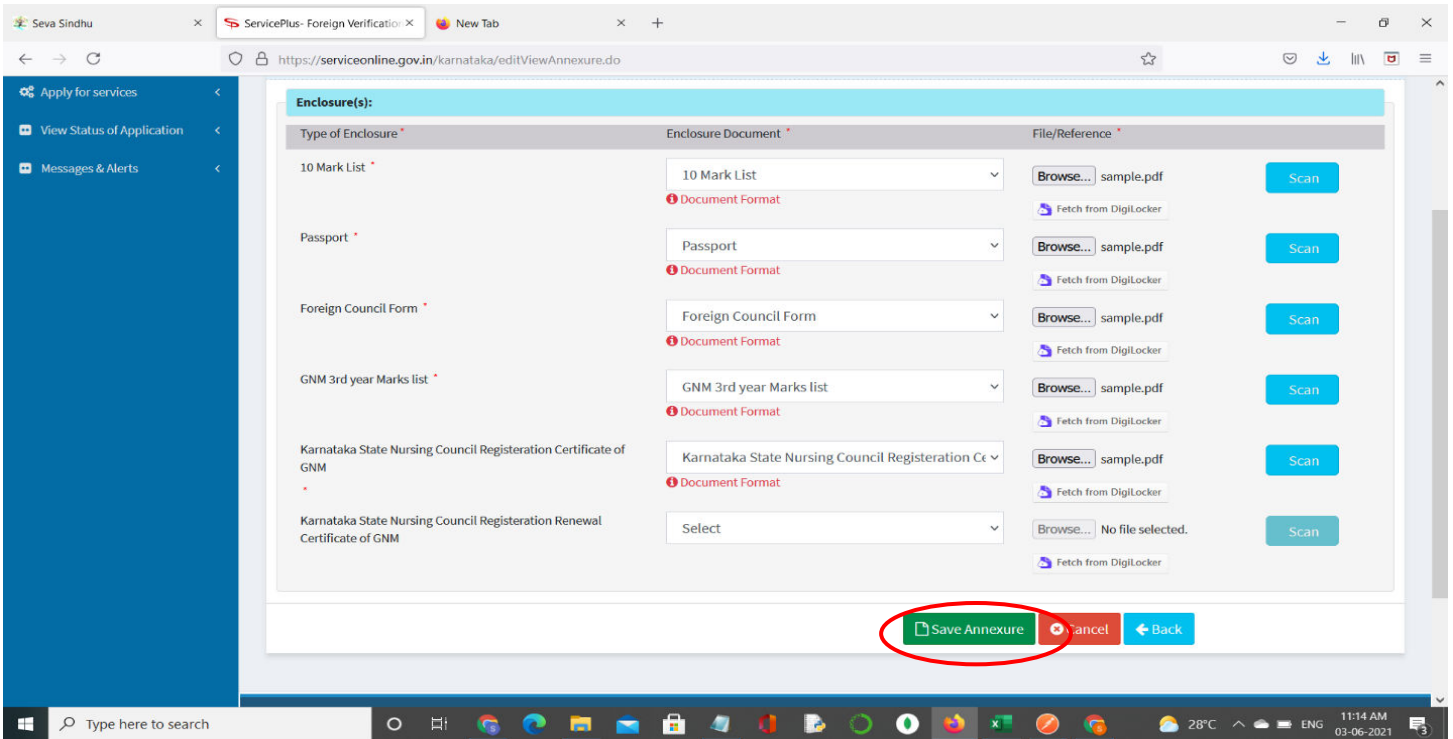 Seva Sindhu
ServicePlus- Foreign Verification
New Tab
https://serviceonline.gov.in/karnataka/editViewAnnexure.do
Apply for services
View Status of Application
Messages & Alerts
Enclosure(s):
Type of Enclosure * Enclosure Document * File/Reference *
10 Mark List * 10 Mark List Browse... sample.pdf Scan
Document Format
Fetch from DigiLocker
Passport * Passport Browse... sample.pdf Scan
Document Format
Fetch from DigiLocker
Foreign Council Form * Foreign Council Form Browse... sample.pdf Scan
Document Format
Fetch from DigiLocker
GNM 3rd year Marks list * GNM 3rd year Marks list Browse... sample.pdf Scan
Document Format
Fetch from DigiLocker
Karnataka State Nursing Council Registeration Certificate of
GNM
*
Karnataka State Nursing Council Registeration Ce Browse... sample.pdf Scan
Document Format
Fetch from DigiLocker
Karnataka State Nursing Council Registeration Renewal
Certificate of GNM
Select Browse... No file selected. Scan
Fetch from DigiLocker
Save Annexure Cancel Back
Type here to search
28°C ENG 11:14 AM
03-06-2021
3